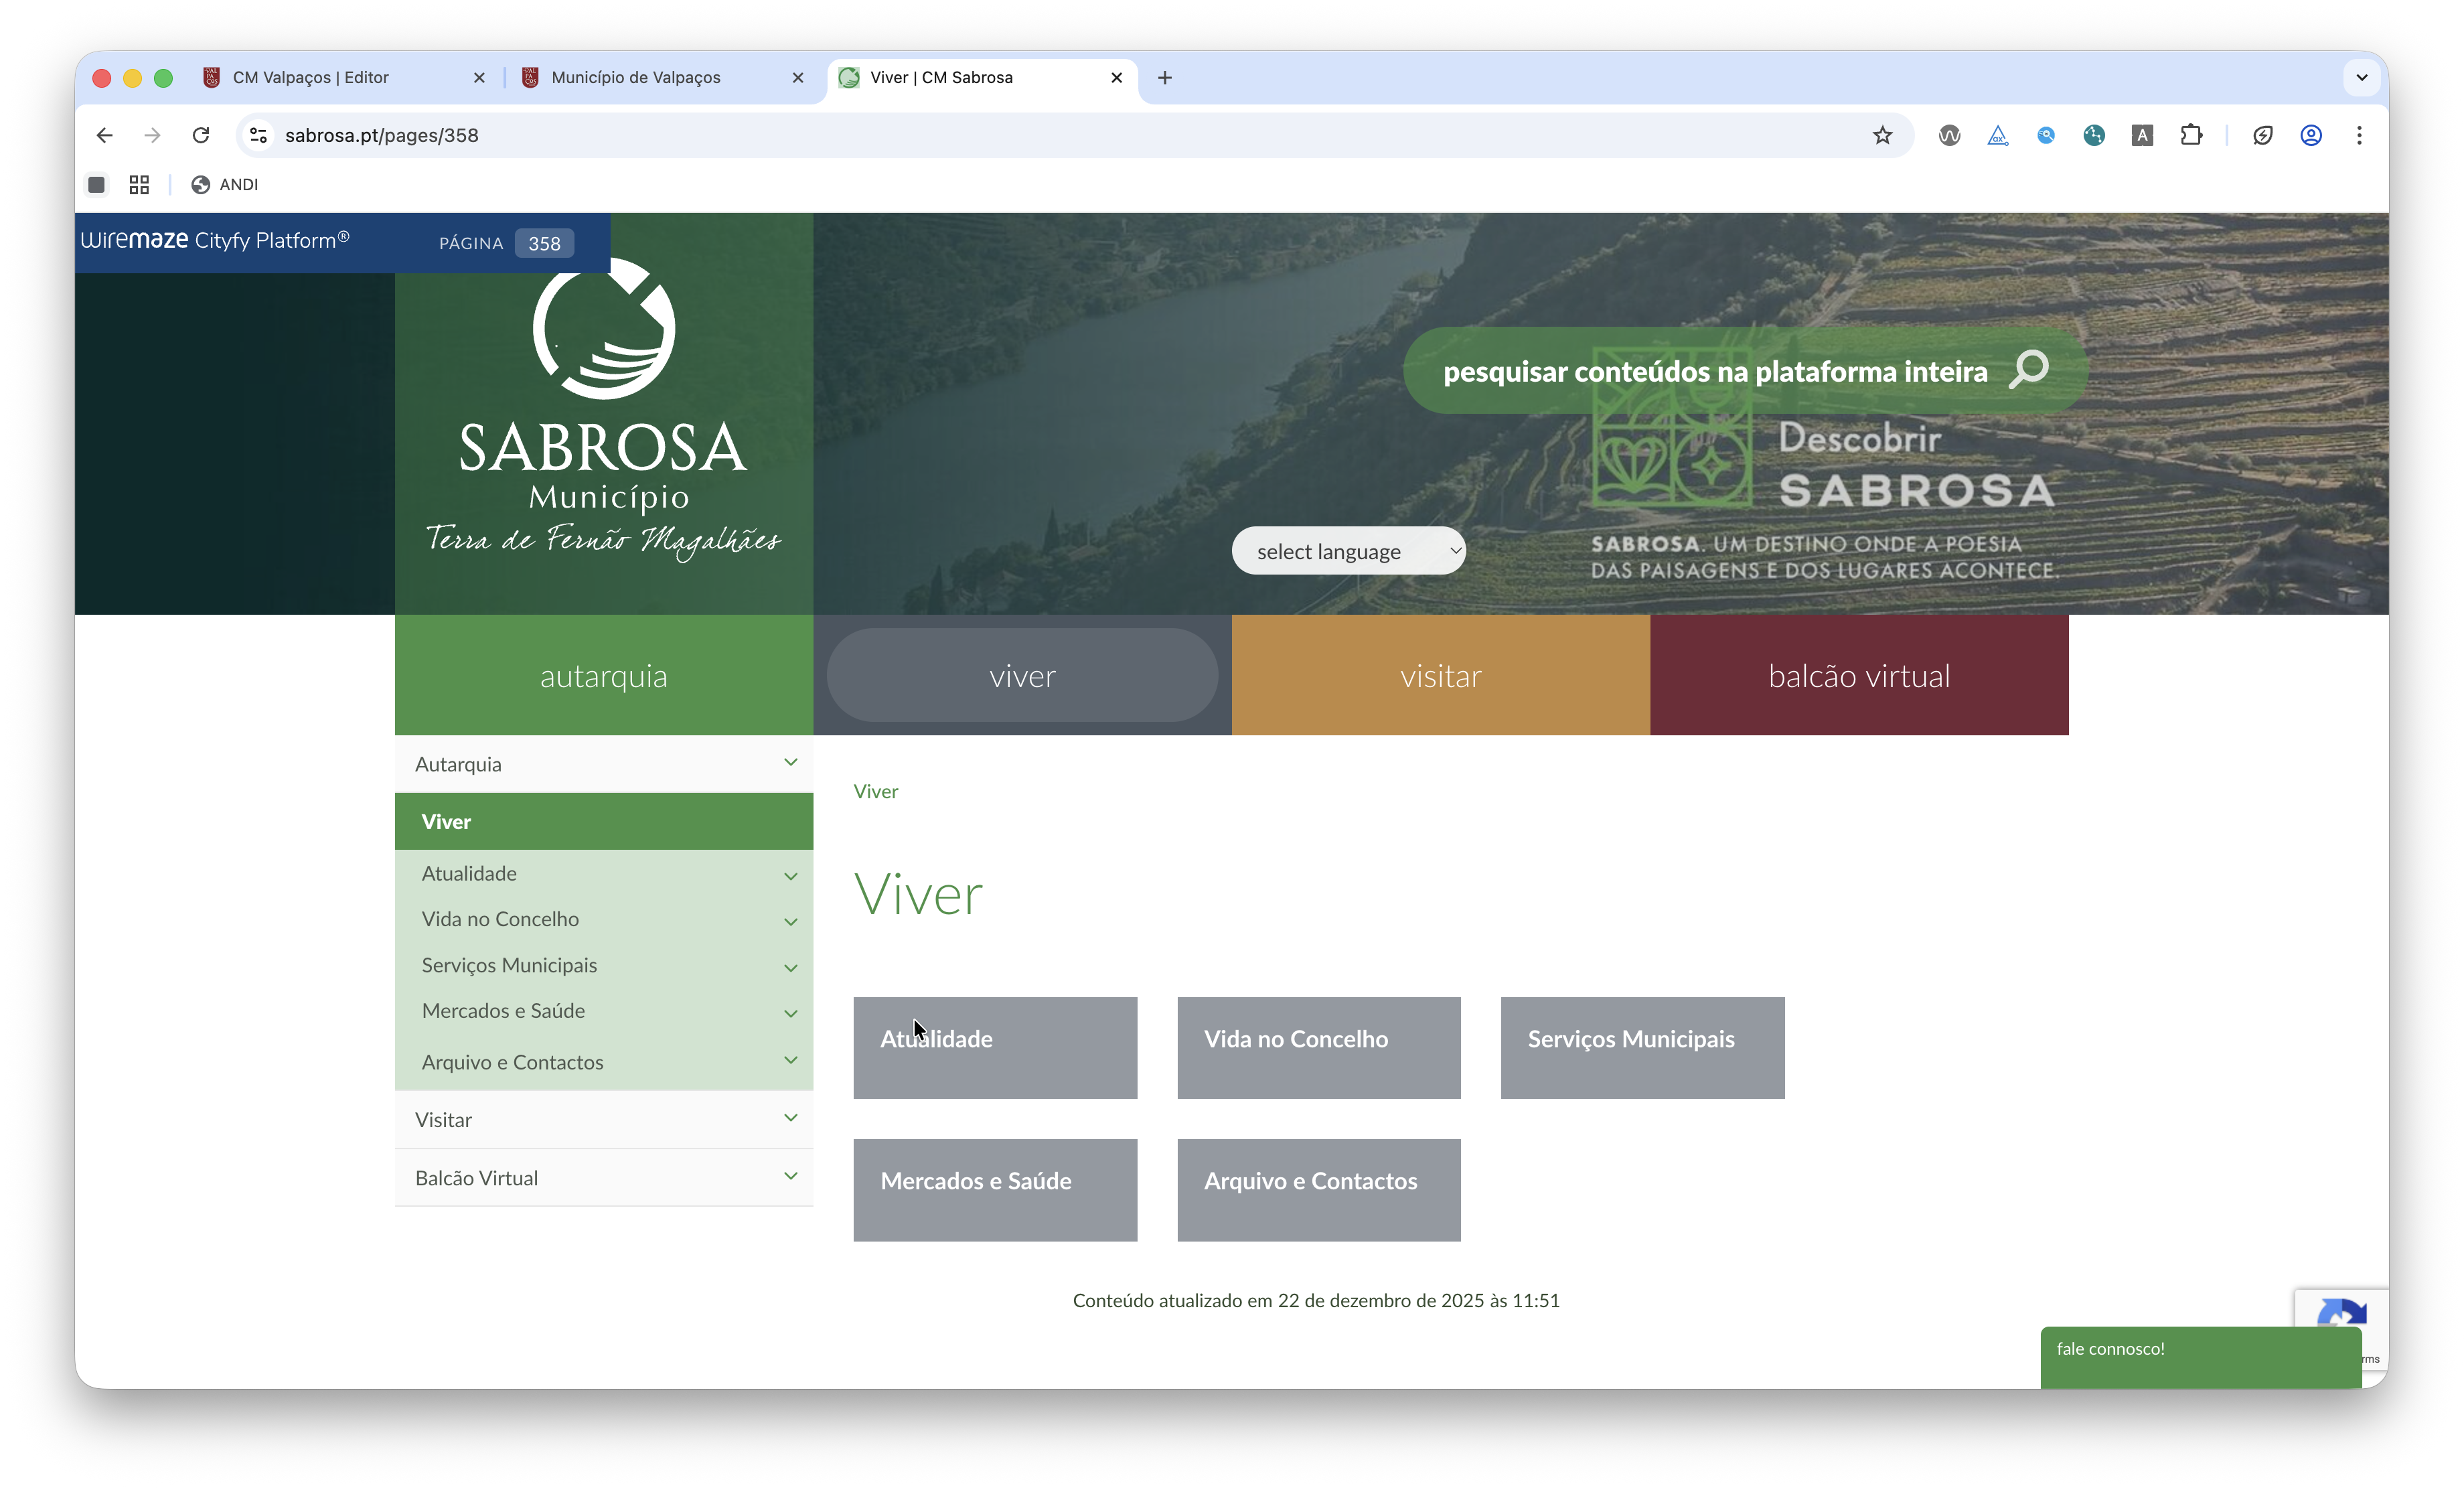 CM Valpaços | Editor
Município de Valpaços
Viver | CM Sabrosa
sabrosa.pt/pages/358
A
ANDI
wiremaze Cityfy Platform®
PÁGINA 358
SABROSA
Município
Terra de Fernão Magalhães
pesquisar conteúdos na plataforma inteira
Descobrir
SABROSA
SABROSA. UM DESTINO ONDE A POESIA
DAS PAISAGENS E DOS LUGARES ACONTECE.
select language
autarquia
viver
visitar
balcão virtual
Autarquia
Viver
Atualidade
Vida no Concelho
Serviços Municipais
Mercados e Saúde
Arquivo e Contactos
Visitar
Balcão Virtual
Viver
Viver
Atualidade
Vida no Concelho
Serviços Municipais
Mercados e Saúde
Arquivo e Contactos
Conteúdo atualizado em 22 de dezembro de 2025 às 11:51
fale connosco!